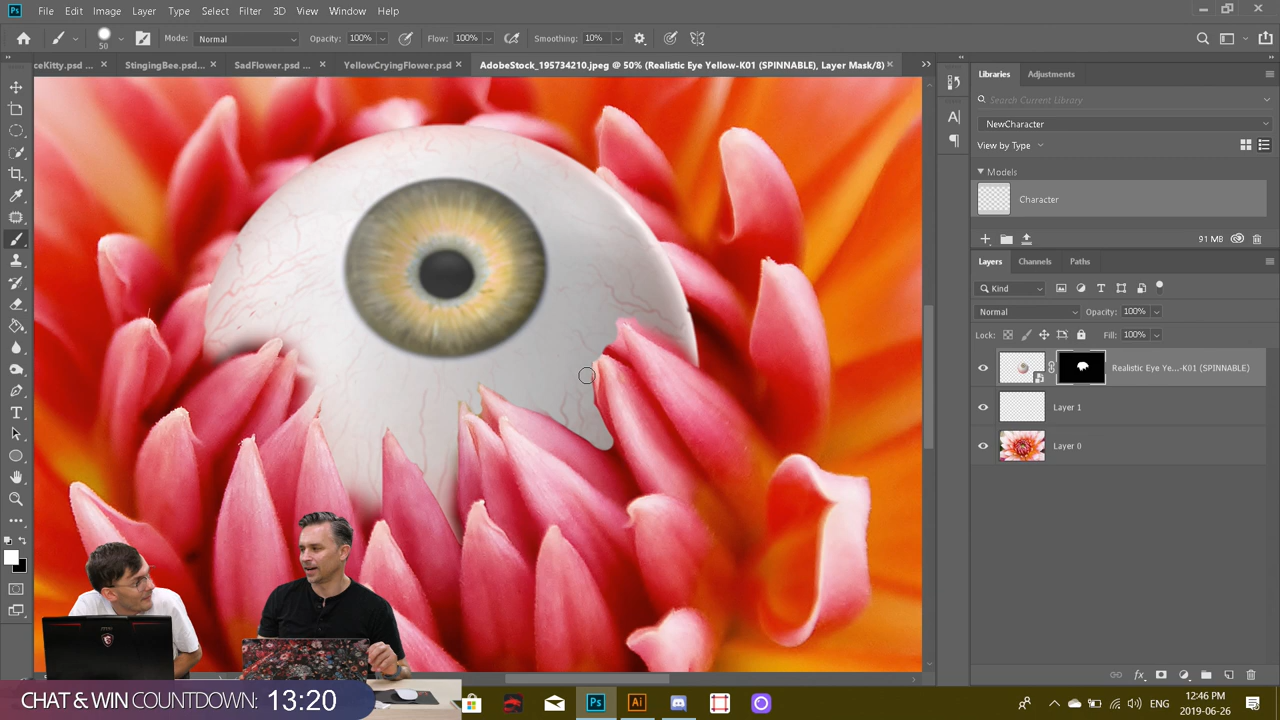 Ps File Edit Image Layer Type Select Filter 3D View Window Help
50 Mode: Normal Opacity: 100% Flow: 100% Smoothing: 10%
ceKitty.psd ... × StingingBee.psd... × SadFlower.psd ... × YellowCryingFlower.psd × AdobeStock_195734210.jpeg @ 50% (Realistic Eye Yellow-K01 (SPINNABLE), Layer Mask/8) ×
Libraries Adjustments
Search Current Library
NewCharacter
View by Type
Models
Character
91 MB
Layers Channels Paths
Kind
Normal Opacity: 100%
Lock: Fill: 100%
Realistic Eye Ye...-K01 (SPINNABLE)
Layer 1
Layer 0
CHAT & WIN COUNTDOWN: 13:20
Ps Ai
ENG 12:46 PM
2019-06-26